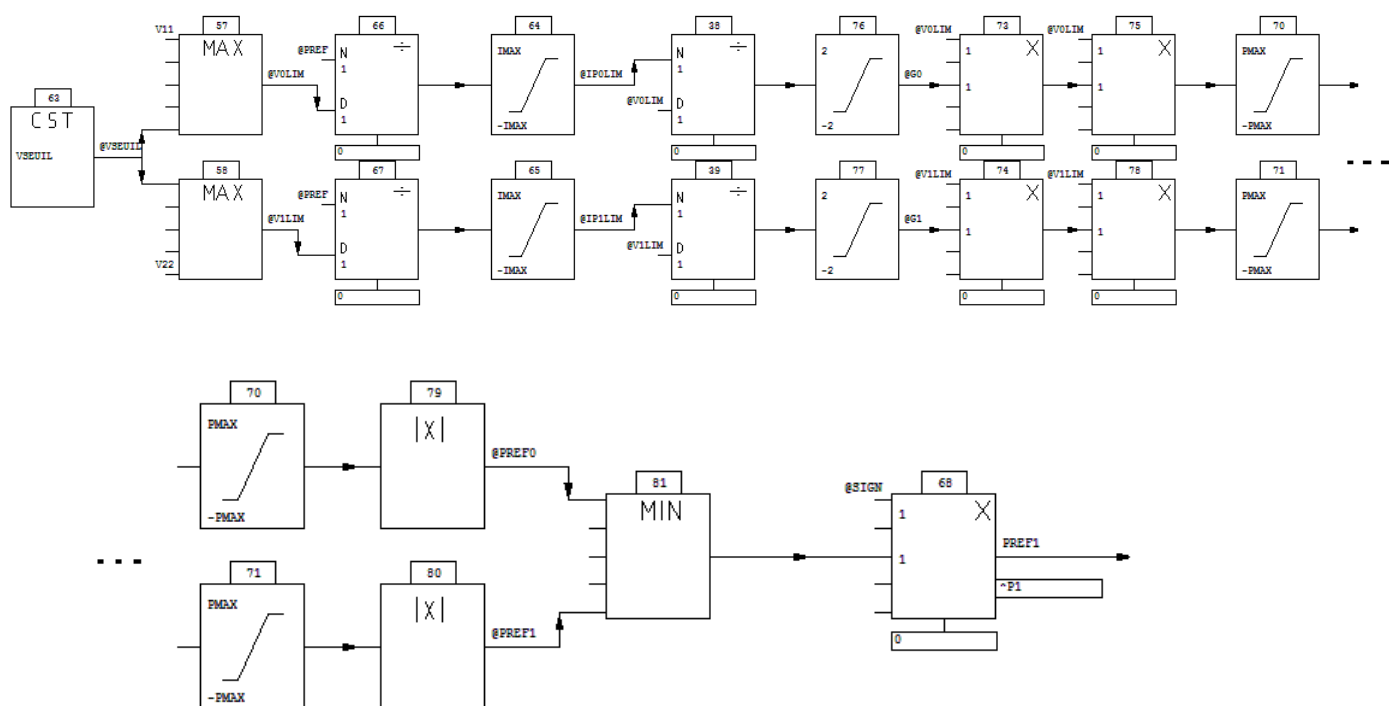 57 66 64 38 76 73 75 70
V11 MAX @PREF N ÷ IMAX N ÷ 2 @V0LIM 1 X @V0LIM 1 X PMAX
63 @V0LIM 1 @IP0LIM 1 @G0
CST D D @V0LIM 1 1
1 -IMAX 1 -2 -PMAX
VSEUIL @VSEUIL 0 0 0 0
58 67 65 39 77 74 78 71
MAX @PREF N ÷ IMAX N ÷ 2 @V1LIM 1 X @V1LIM 1 X PMAX
@V1LIM 1 @IP1LIM 1 @G1 1 1
D @V1LIM D
V22 1 -IMAX 1 -2 -PMAX
0 0 0 0
70 79
PMAX |X|
@PREF0
81 68
-PMAX MIN @SIGN 1 X
PREF1
1
71 80 ^P1
PMAX |X|
@PREF1 0
-PMAX